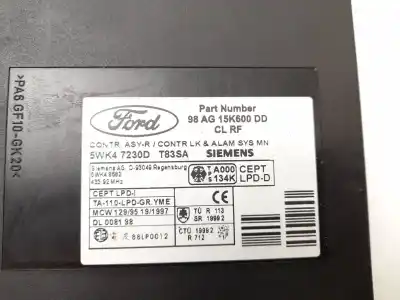 >PA6.GF10-GK20<
Ford
Part Number
98 AG 15K600 DD
CL RF
CONTR. ASY-R / CONTR LK & ALAM SYS MN
5WK4 7230D T83SA SIEMENS
Siemens AG D-93049 Regensburg
5WK4 8682
433.92 MHz
A000
134K
CEPT
LPD-D
CEPT LPD-I
TA-110-LPD-GR.YME
MCW 129/95 19/1997
DL 0081 98
TÜ R 113
SR 1999 2
86LP0012
ČTÚ 1999 2
R 712